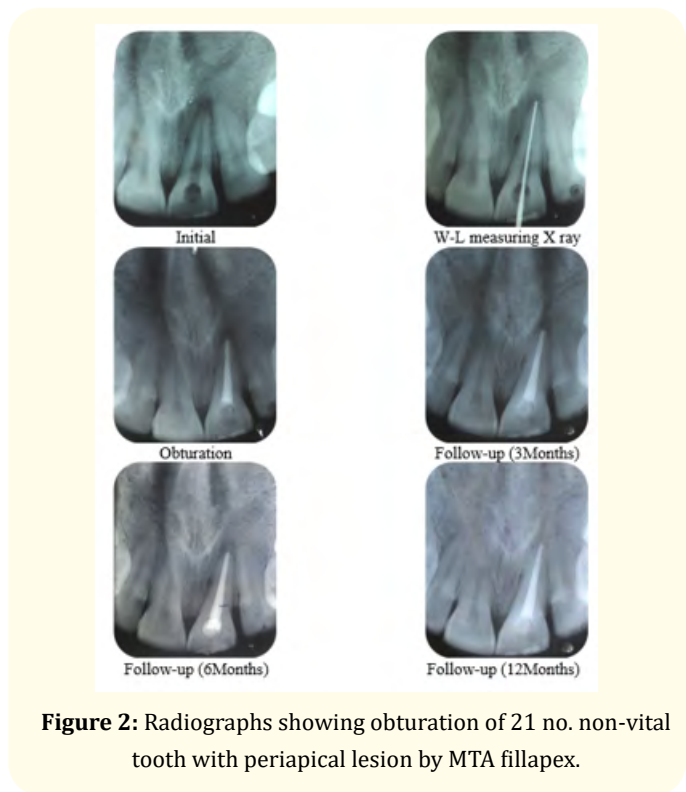 Initial
W-L measuring X ray
Obturation
Follow-up (3Months)
Follow-up (6Months)
Follow-up (12Months)
Figure 2: Radiographs showing obturation of 21 no. non-vital
tooth with periapical lesion by MTA fillapex.